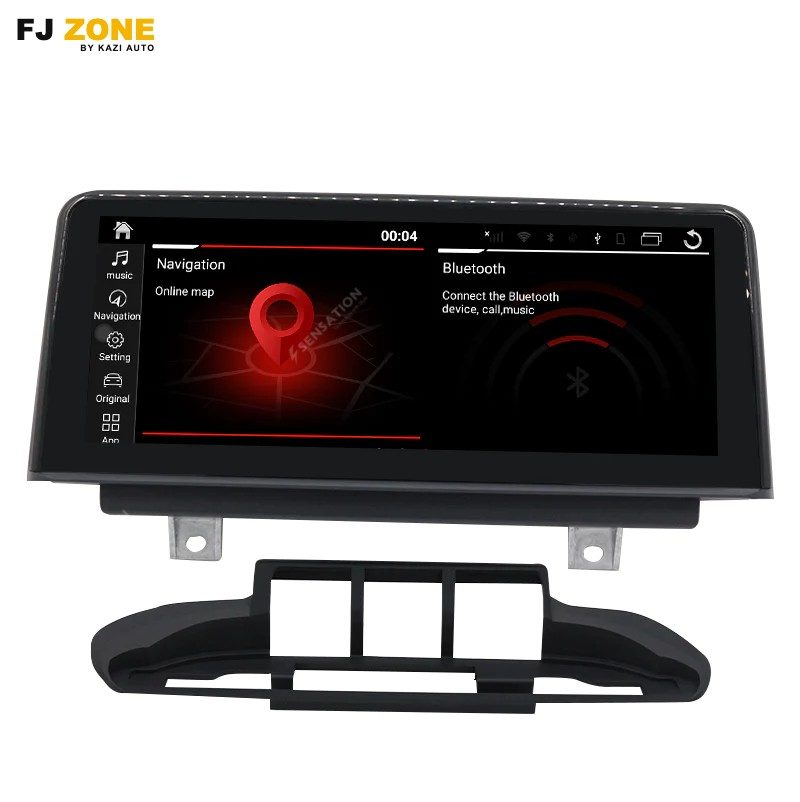 FJ ZONE
BY KAZI AUTO
00:04
music
Navigation
Setting
Original
App
Navigation
Online map
SENSATION
Bluetooth
Connect the Bluetooth
device, call,music